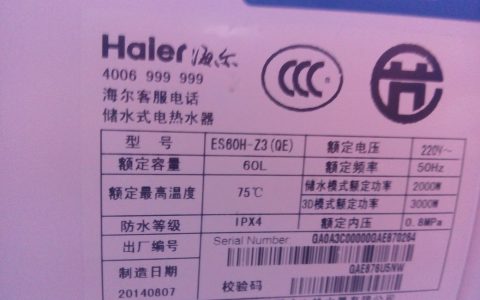 Haier 海尔
4006 999 999
海尔客服电话
储水式电热水器
型 号 ES60H-Z3(QE) 额定电压 220V~
额定容量 60L 额定频率 50Hz
额定最高温度 75℃ 储水模式额定功率 2000W
3D模式额定功率 3000W
防水等级 IPX4 额定内压 0.8MPa
出厂编号 Serial Number GA0A3C00000GAE870264
制造日期 20140807 校验码 GAE876U5NW